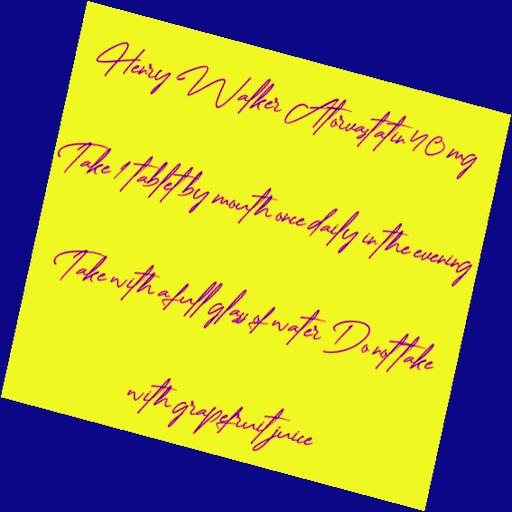 Henry Walker Atorvastatin 40 mg
Take 1 tablet by mouth once daily in the evening
Take with a full glass of water Do not take
with grapefruit juice